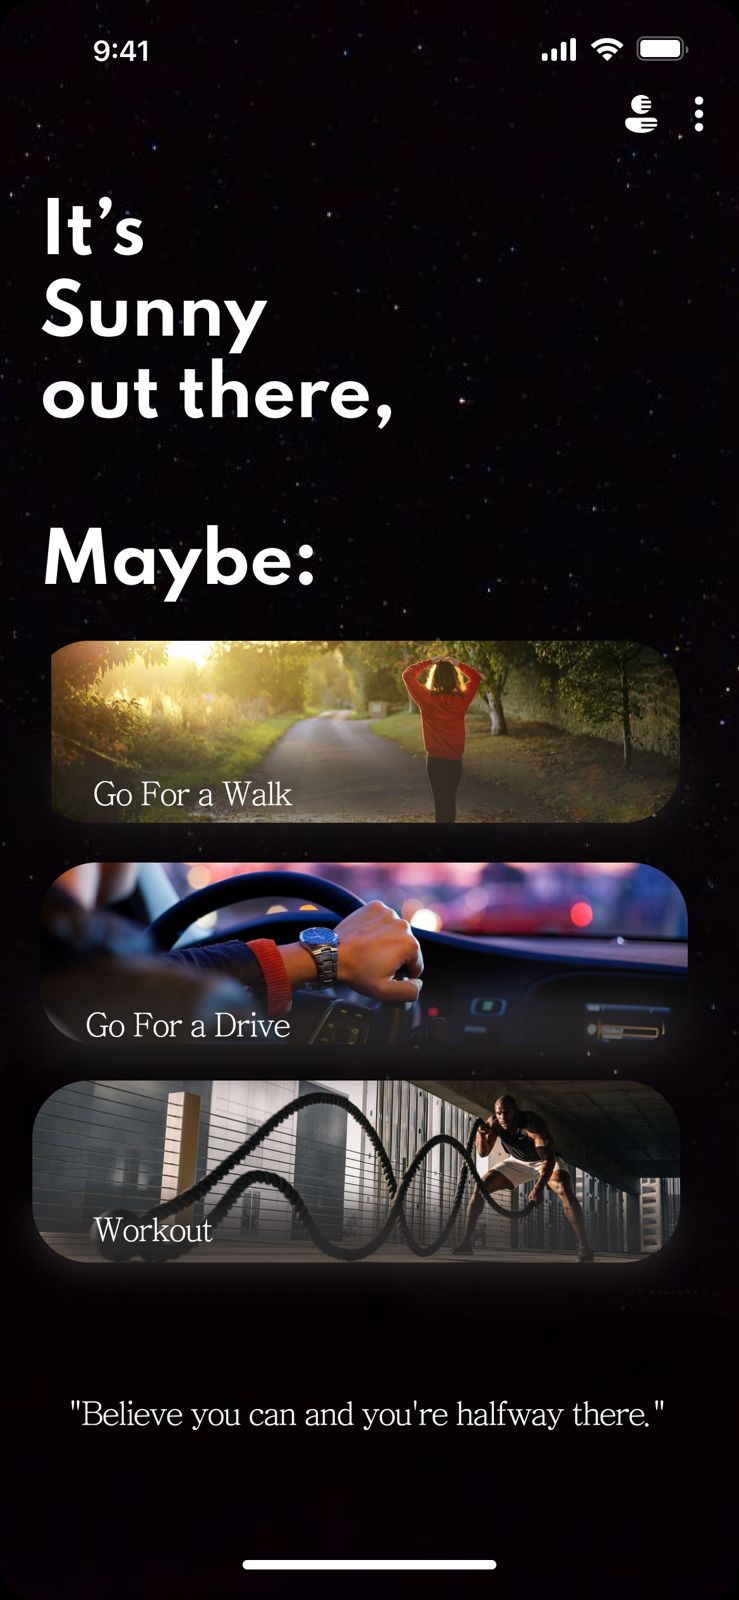 9:41
It’s
Sunny
out there,
Maybe:
Go For a Walk
Go For a Drive
Workout
"Believe you can and you're halfway there."